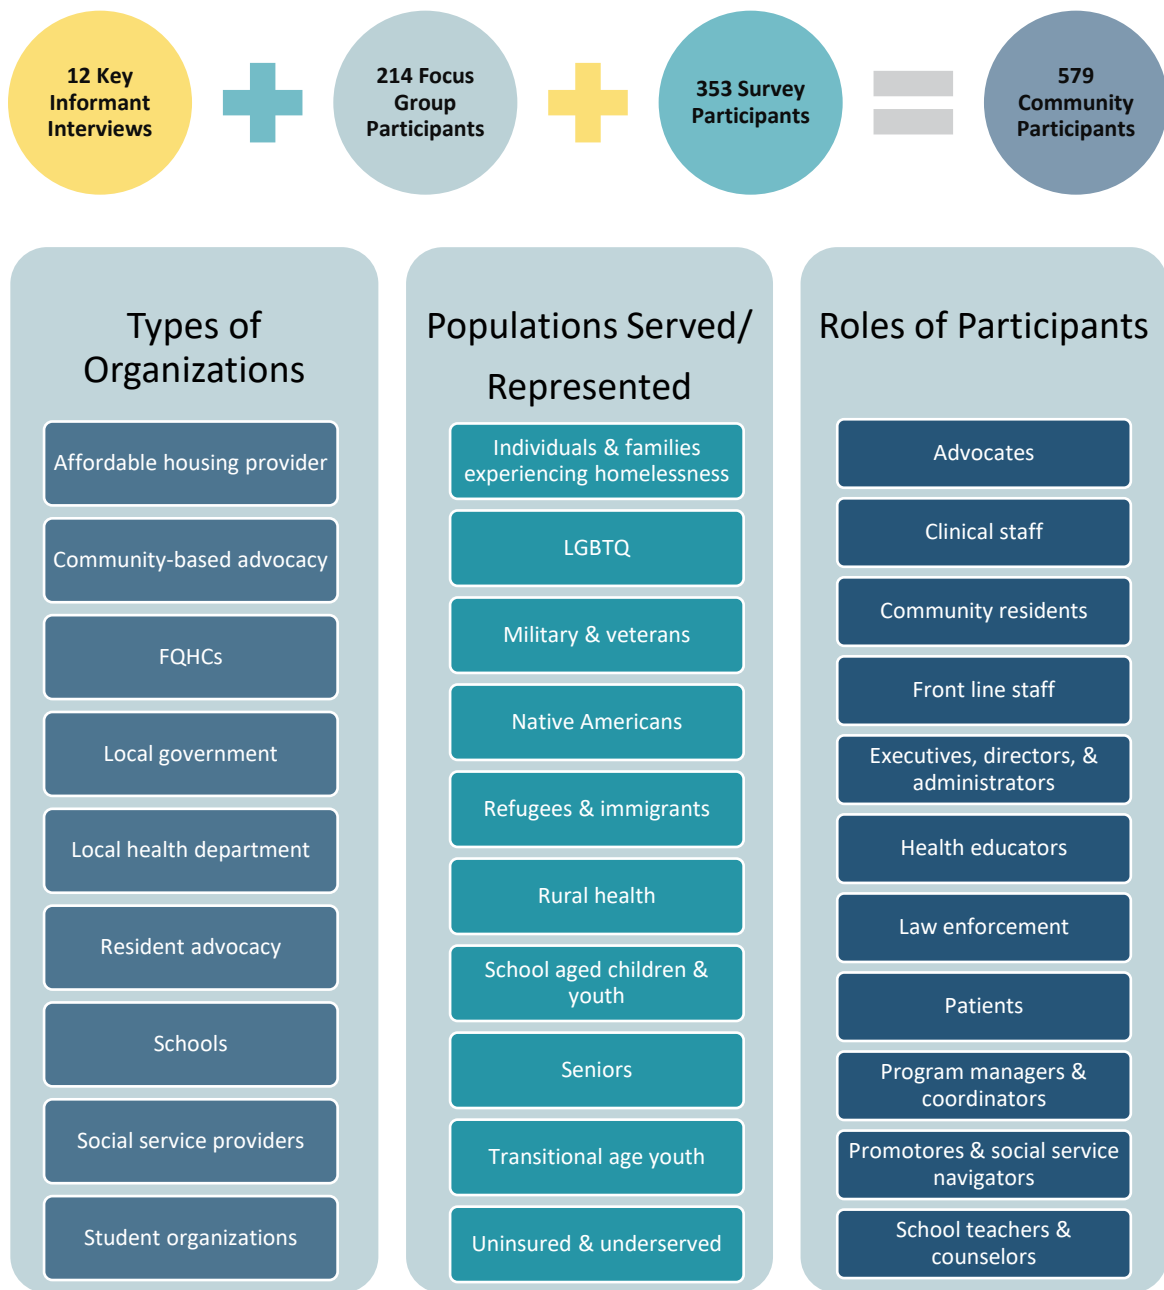 12 Key
Informant
Interviews
214 Focus
Group
Participants
353 Survey
Participants
579
Community
Participants
Types of
Organizations
Affordable housing provider
Community-based advocacy
FQHCs
Local government
Local health department
Resident advocacy
Schools
Social service providers
Student organizations
Populations Served/
Represented
Individuals & families
experiencing homelessness
LGBTQ
Military & veterans
Native Americans
Refugees & immigrants
Rural health
School aged children &
youth
Seniors
Transitional age youth
Uninsured & underserved
Roles of Participants
Advocates
Clinical staff
Community residents
Front line staff
Executives, directors, &
administrators
Health educators
Law enforcement
Patients
Program managers &
coordinators
Promotores & social service
navigators
School teachers &
counselors